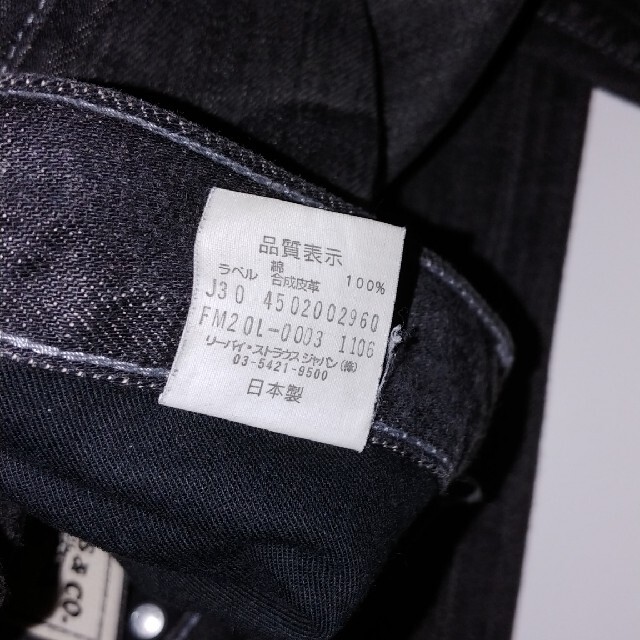 品質表示
綿 100%
ラベル 合成皮革
J30 4502002960
FM20L-0003 1106
リーバイ・ストラウス ジャパン(株)
03-5421-9500
日本製
& CO.